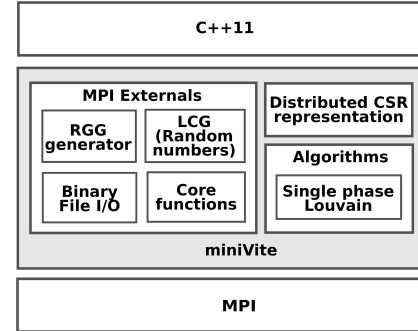 C++11
MPI Externals
RGG
generator
LCG
(Random
numbers)
Binary
File I/O
Core
functions
Distributed CSR
representation
Algorithms
Single phase
Louvain
miniVite
MPI